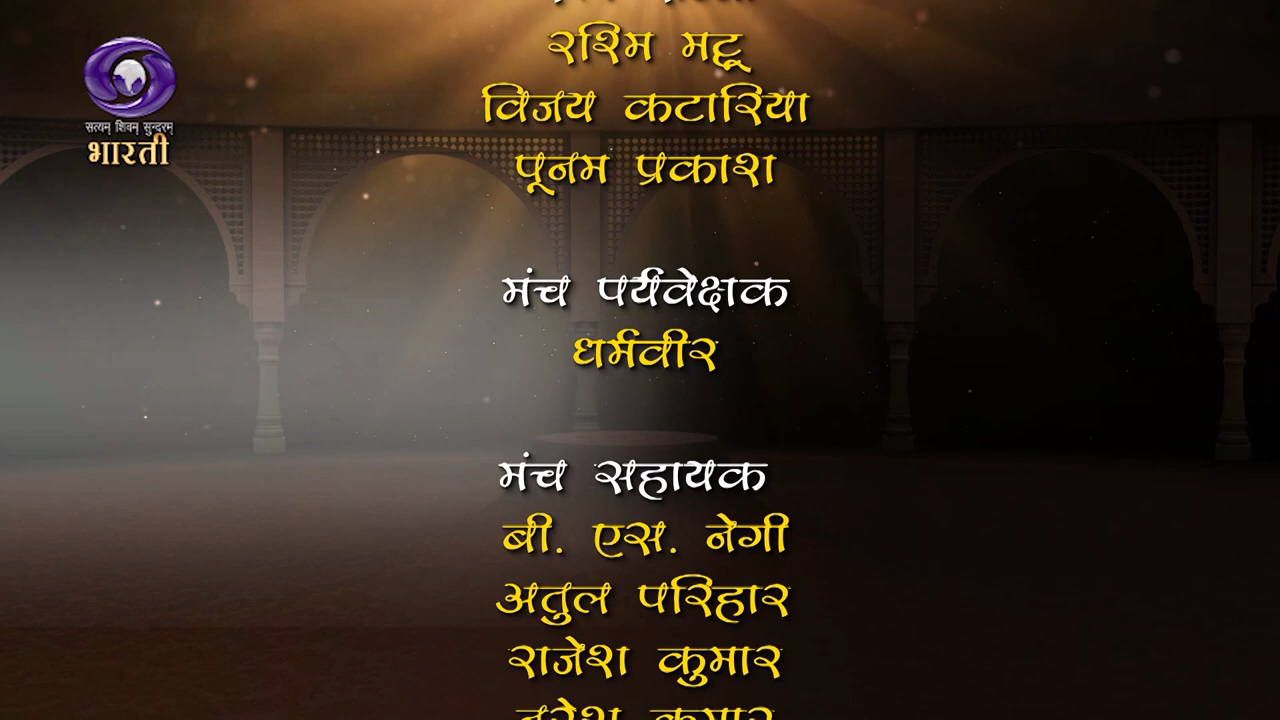 सत्यम् शिवम् सुन्दरम्
भारती
रश्मि मट्टू
विजय कटारिया
पूनम प्रकाश
मंच पर्यवेक्षक
धर्मवीर
मंच सहायक
बी. एस. नेगी
अतुल परिहार
राजेश कुमार
कुमार